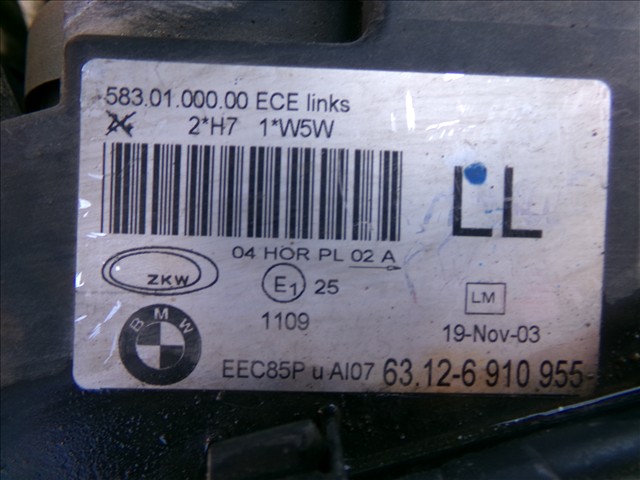 583.01.000.00 ECE links
2*H7 1*W5W
LL
04 HOR PL 02 A
ZKW
E1 25
LM
1109
19-Nov-03
BMW
EEC85P u Al07 63.12-6 910 955